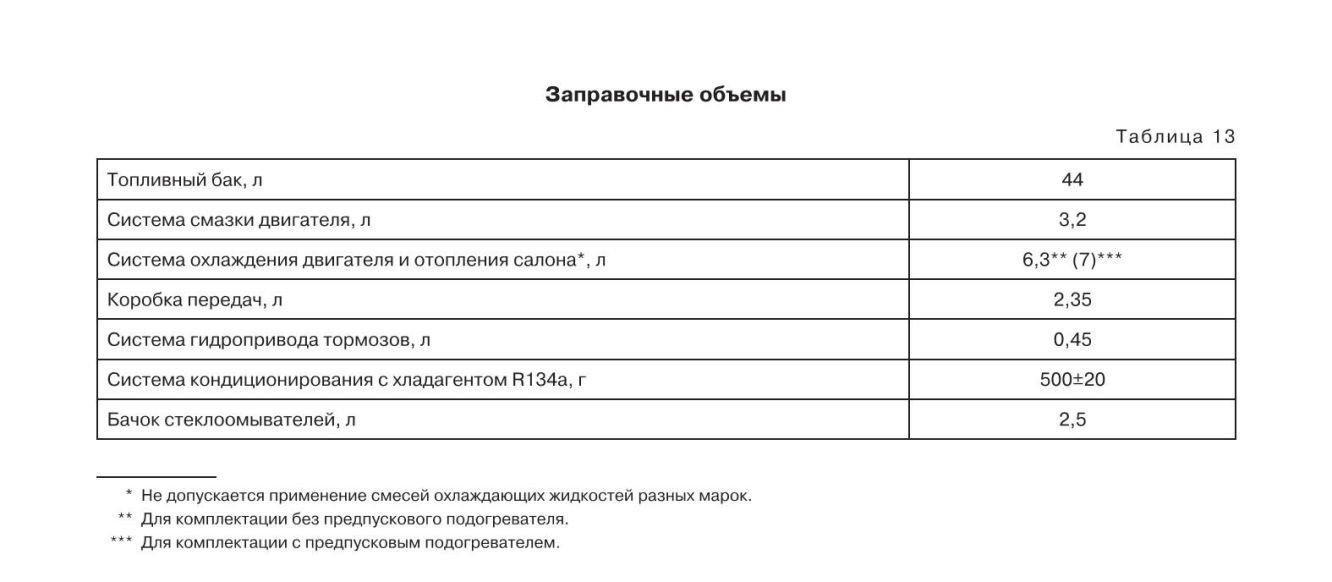 Заправочные объемы
Таблица 13
Топливный бак, л 44
Система смазки двигателя, л 3,2
Система охлаждения двигателя и отопления салона*, л 6,3** (7)***
Коробка передач, л 2,35
Система гидропривода тормозов, л 0,45
Система кондиционирования с хладагентом R134a, г 500±20
Бачок стеклоомывателей, л 2,5
* Не допускается применение смесей охлаждающих жидкостей разных марок.
** Для комплектации без предпускового подогревателя.
*** Для комплектации с предпусковым подогревателем.